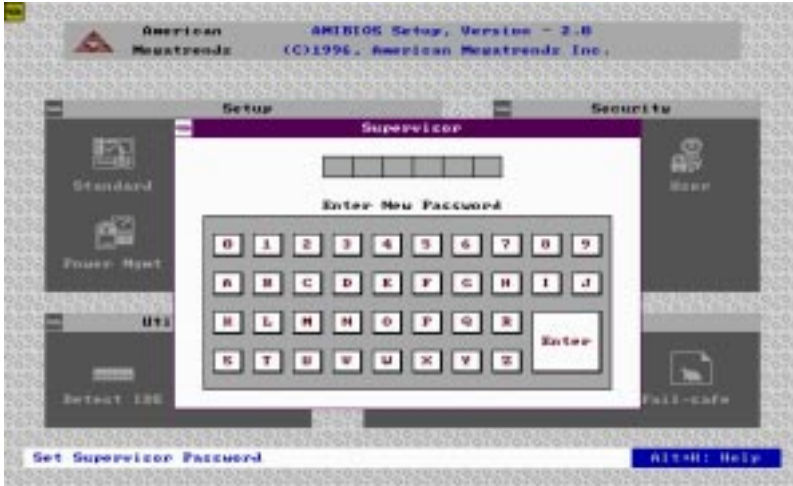 American
Megatrends
AMIBIOS Setup, Version - 2.0
(C)1996, American Megatrends Inc.
Setup
Security
Supervisor
Standard
User
Enter New Password
Power Mgmt
0 1 2 3 4 5 6 7 8 9
A B C D E F G H I J
K L M N O P Q R
Enter
S T U V W X Y Z
Uti
Detect IDE
Fail-safe
Set Supervisor Password
Alt+H: Help